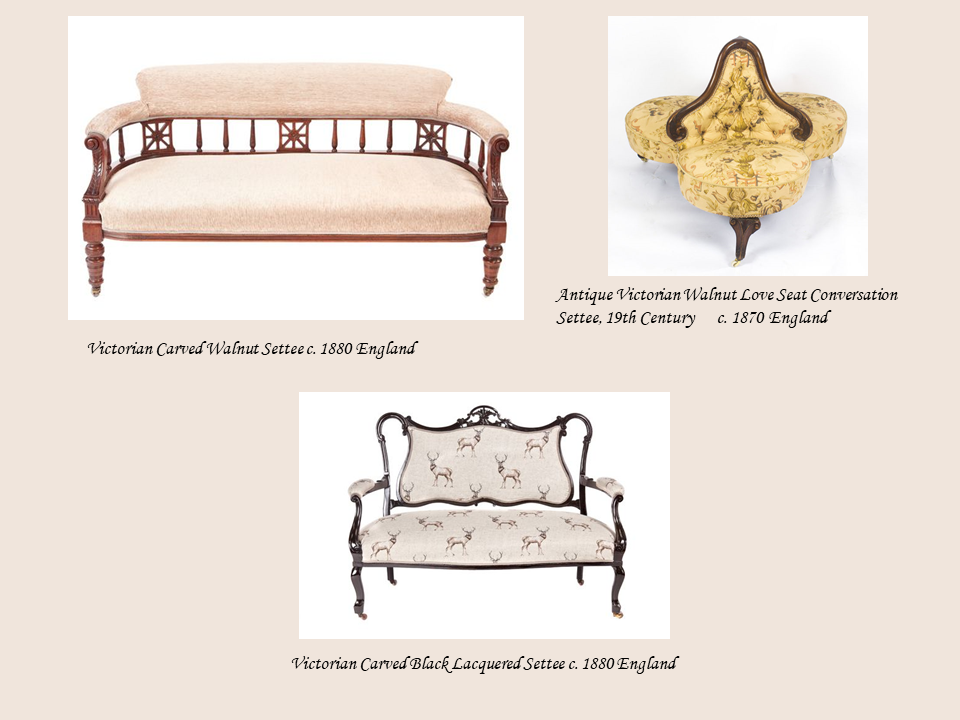 Antique Victorian Walnut Love Seat Conversation
Settee, 19th Century c. 1870 England
Victorian Carved Walnut Settee c. 1880 England
Victorian Carved Black Lacquered Settee c. 1880 England